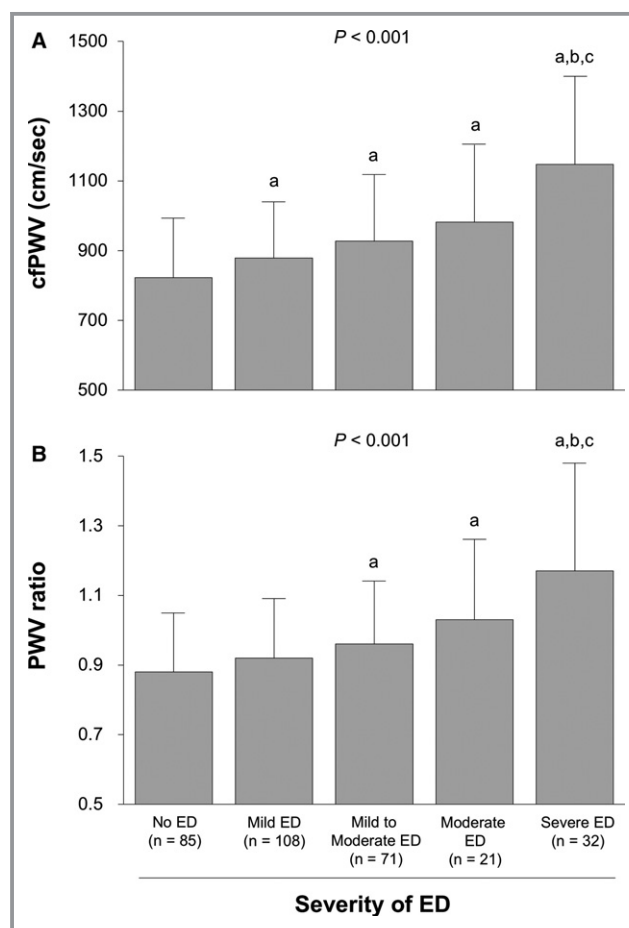 A
P < 0.001
1500
1300
1100
900
700
500
cfPWV (cm/sec)
a
a
a
a,b,c
B
P < 0.001
1.5
1.3
1.1
0.9
0.7
0.5
PWV ratio
a
a
a,b,c
No ED
(n = 85)
Mild ED
(n = 108)
Mild to
Moderate ED
(n = 71)
Moderate
ED
(n = 21)
Severe ED
(n = 32)
Severity of ED